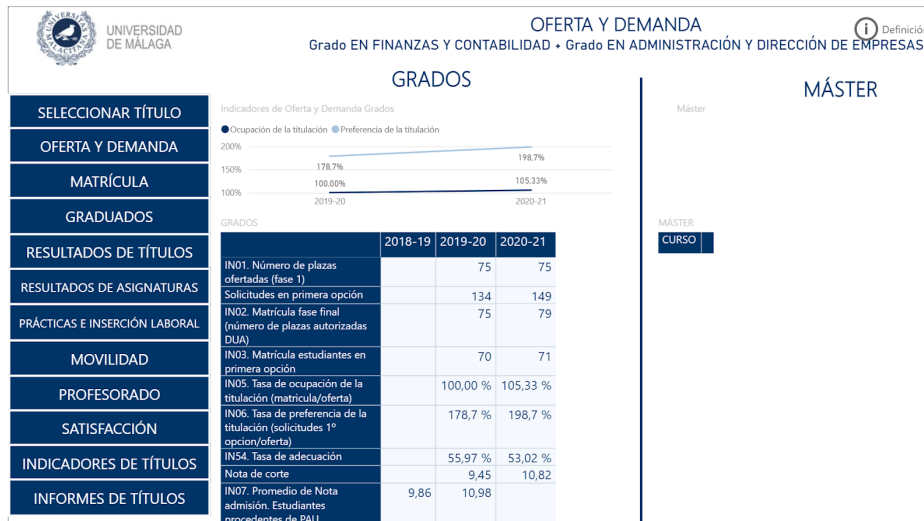 UNIVERSIDAD
DE MÁLAGA
OFERTA Y DEMANDA
Definición
Grado EN FINANZAS Y CONTABILIDAD + Grado EN ADMINISTRACIÓN Y DIRECCIÓN DE EMPRESAS
GRADOS
MÁSTER
SELECCIONAR TÍTULO
OFERTA Y DEMANDA
MATRÍCULA
GRADUADOS
RESULTADOS DE TÍTULOS
RESULTADOS DE ASIGNATURAS
PRÁCTICAS E INSERCIÓN LABORAL
MOVILIDAD
PROFESORADO
SATISFACCIÓN
INDICADORES DE TÍTULOS
INFORMES DE TÍTULOS
Indicadores de Oferta y Demanda Grados
Ocupación de la titulación Preferencia de la titulación
200%
150%
100%
178,7%
198,7%
100,00%
105,33%
2019-20 2020-21
GRADOS
2018-19 2019-20 2020-21
IN01. Número de plazas 75 75
ofertadas (fase 1)
Solicitudes en primera opción 134 149
IN02. Matrícula fase final 75 79
(número de plazas autorizadas
DUA)
IN03. Matrícula estudiantes en 70 71
primera opción
IN05. Tasa de ocupación de la 100,00 % 105,33 %
titulación (matricula/oferta)
IN06. Tasa de preferencia de la 178,7 % 198,7 %
titulación (solicitudes 1º
opcion/oferta)
IN54. Tasa de adecuación 55,97 % 53,02 %
Nota de corte 9,45 10,82
IN07. Promedio de Nota 9,86 10,98
admisión. Estudiantes
procedentes de PAU
Máster
MÁSTER
CURSO